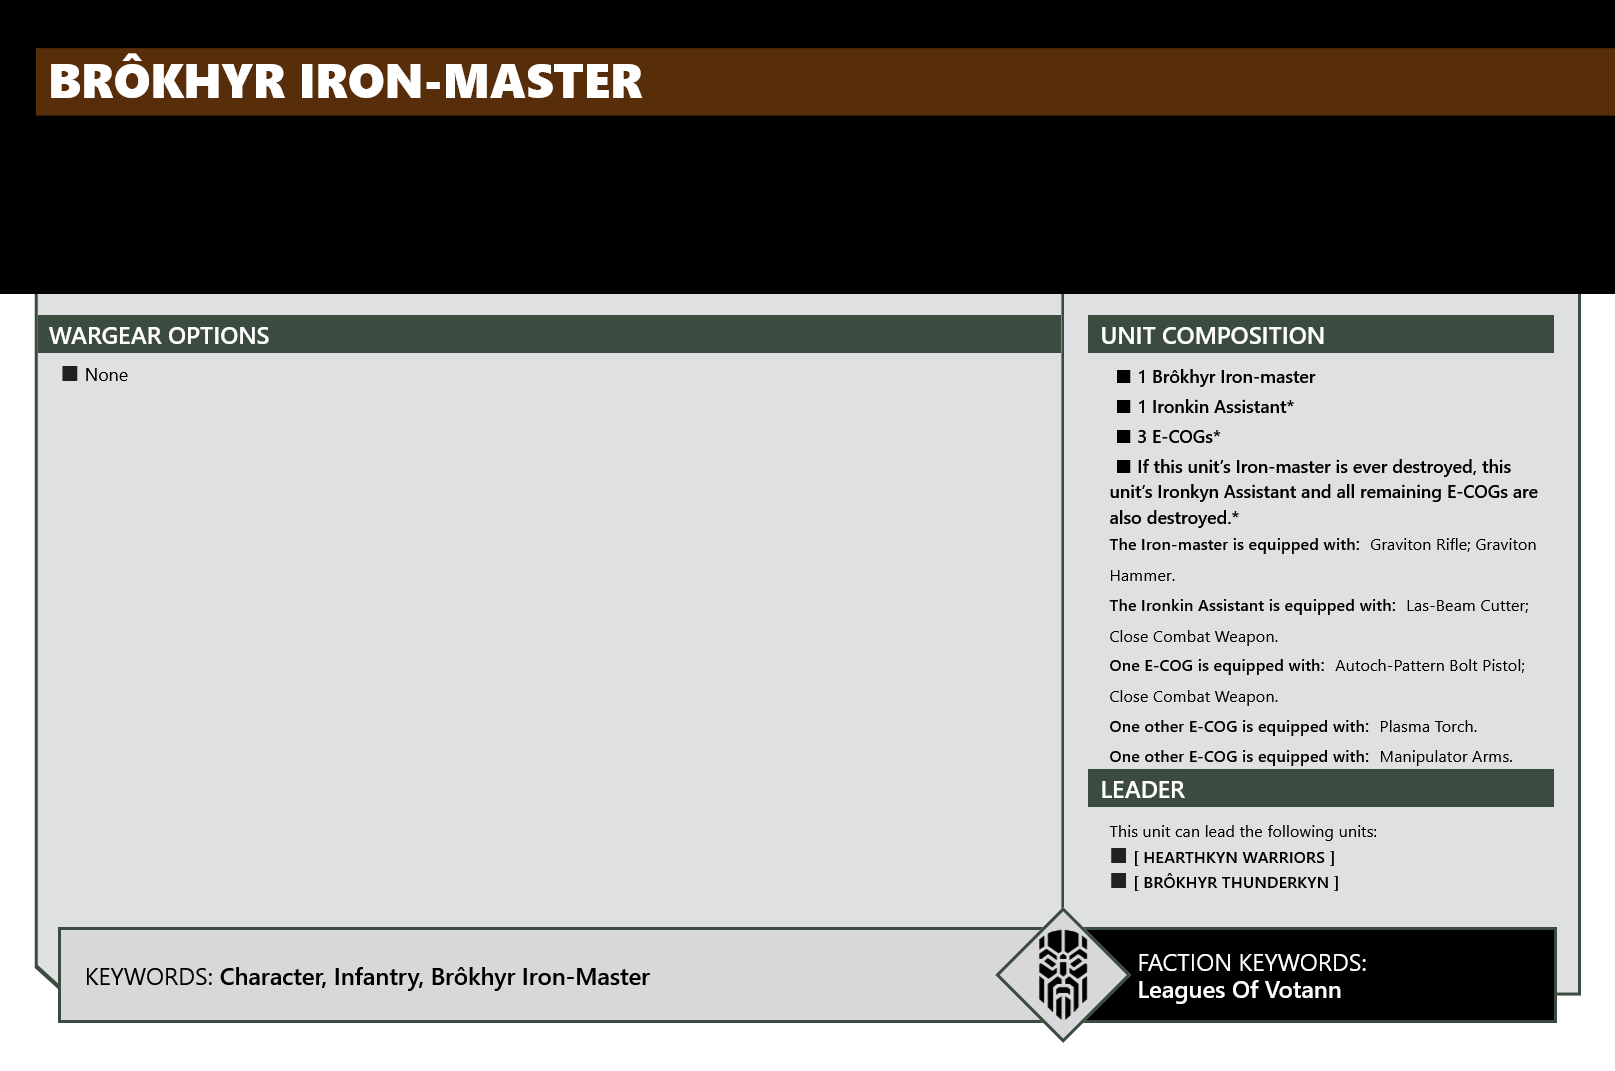 BRÔKHYR IRON-MASTER
WARGEAR OPTIONS
■ None
UNIT COMPOSITION
■ 1 Brôkhyr Iron-master
■ 1 Ironkin Assistant*
■ 3 E-COGs*
■ If this unit’s Iron-master is ever destroyed, this
unit’s Ironkyn Assistant and all remaining E-COGs are
also destroyed.*
The Iron-master is equipped with: Graviton Rifle; Graviton
Hammer.
The Ironkin Assistant is equipped with: Las-Beam Cutter;
Close Combat Weapon.
One E-COG is equipped with: Autoch-Pattern Bolt Pistol;
Close Combat Weapon.
One other E-COG is equipped with: Plasma Torch.
One other E-COG is equipped with: Manipulator Arms.
LEADER
This unit can lead the following units:
■ [ HEARTHKYN WARRIORS ]
■ [ BRÔKHYR THUNDERKYN ]
KEYWORDS: Character, Infantry, Brôkhyr Iron-Master
FACTION KEYWORDS:
Leagues Of Votann